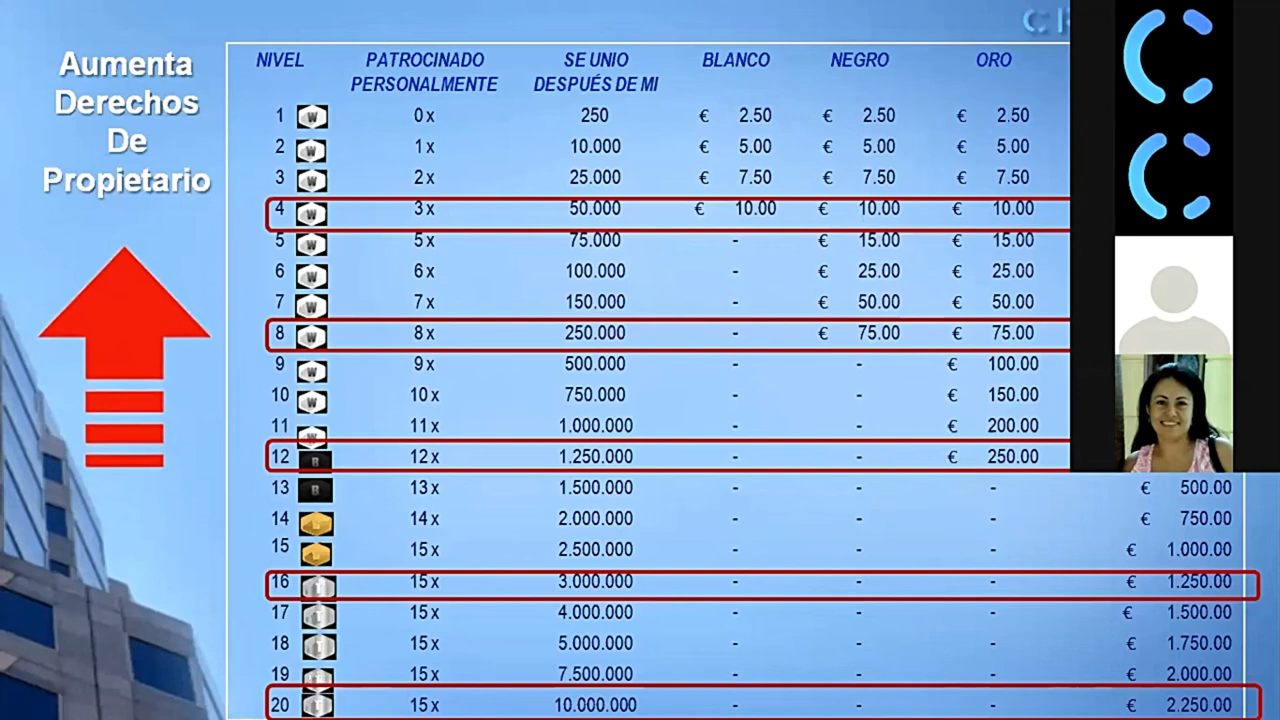 Aumenta
Derechos
De
Propietario
NIVEL PATROCINADO PERSONALMENTE SE UNIO DESPUÉS DE MI BLANCO NEGRO ORO
1 W 0 x 250 € 2.50 € 2.50 € 2.50
2 W 1 x 10.000 € 5.00 € 5.00 € 5.00
3 W 2 x 25.000 € 7.50 € 7.50 € 7.50
4 W 3 x 50.000 € 10.00 € 10.00 € 10.00
5 W 5 x 75.000 - € 15.00 € 15.00
6 W 6 x 100.000 - € 25.00 € 25.00
7 W 7 x 150.000 - € 50.00 € 50.00
8 W 8 x 250.000 - € 75.00 € 75.00
9 W 9 x 500.000 - - € 100.00
10 W 10 x 750.000 - - € 150.00
11 W 11 x 1.000.000 - - € 200.00
12 B 12 x 1.250.000 - - € 250.00
13 B 13 x 1.500.000 - - - € 500.00
14 14 x 2.000.000 - - - € 750.00
15 15 x 2.500.000 - - - € 1.000.00
16 15 x 3.000.000 - - - € 1.250.00
17 15 x 4.000.000 - - - € 1.500.00
18 15 x 5.000.000 - - - € 1.750.00
19 15 x 7.500.000 - - - € 2.000.00
20 15 x 10.000.000 - - - € 2.250.00